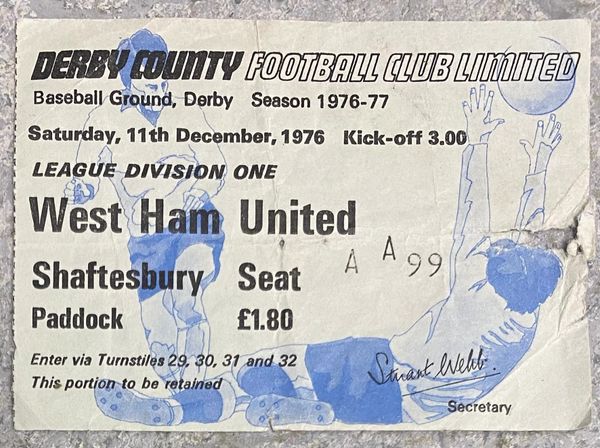 DERBY COUNTY FOOTBALL CLUB LIMITED
Baseball Ground, Derby Season 1976-77
Saturday, 11th December, 1976 Kick-off 3.00
LEAGUE DIVISION ONE
West Ham United
A A 99
Shaftesbury Seat
Paddock £1.80
Enter via Turnstiles 29, 30, 31 and 32
This portion to be retained
Stuart Webb.
Secretary